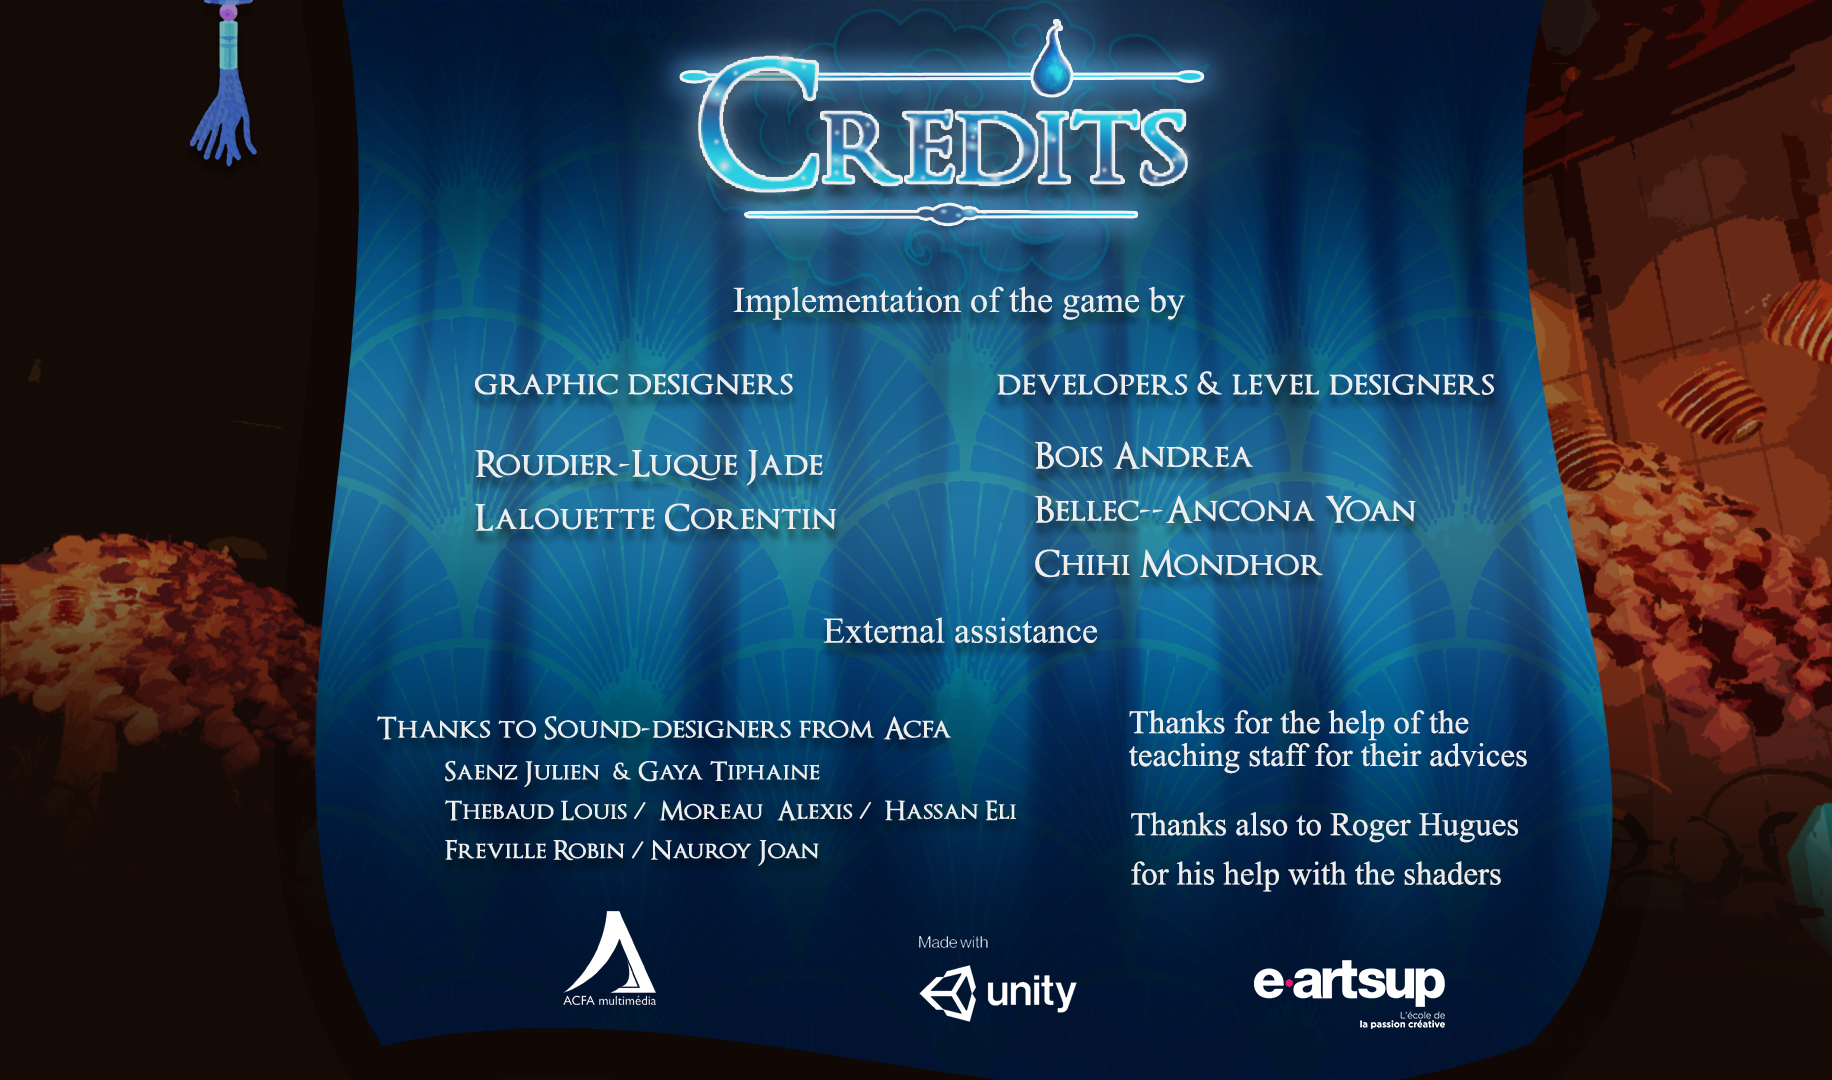 CREDITS
Implementation of the game by
GRAPHIC DESIGNERS
ROUDIER-LUQUE JADE
LALOUETTE CORENTIN
DEVELOPERS & LEVEL DESIGNERS
BOIS ANDREA
BELLEC--ANCONA YOAN
CHIHI MONDHOR
External assistance
THANKS TO SOUND-DESIGNERS FROM ACFA
SAENZ JULIEN & GAYA TIPHAINE
THEBAUD LOUIS / MOREAU ALEXIS / HASSAN ELI
FREVILLE ROBIN / NAUROY JOAN
Thanks for the help of the
teaching staff for their advices
Thanks also to Roger Hugues
for his help with the shaders
ACFA multimédia
Made with
unity
e·artsup
L'école de
la passion créative